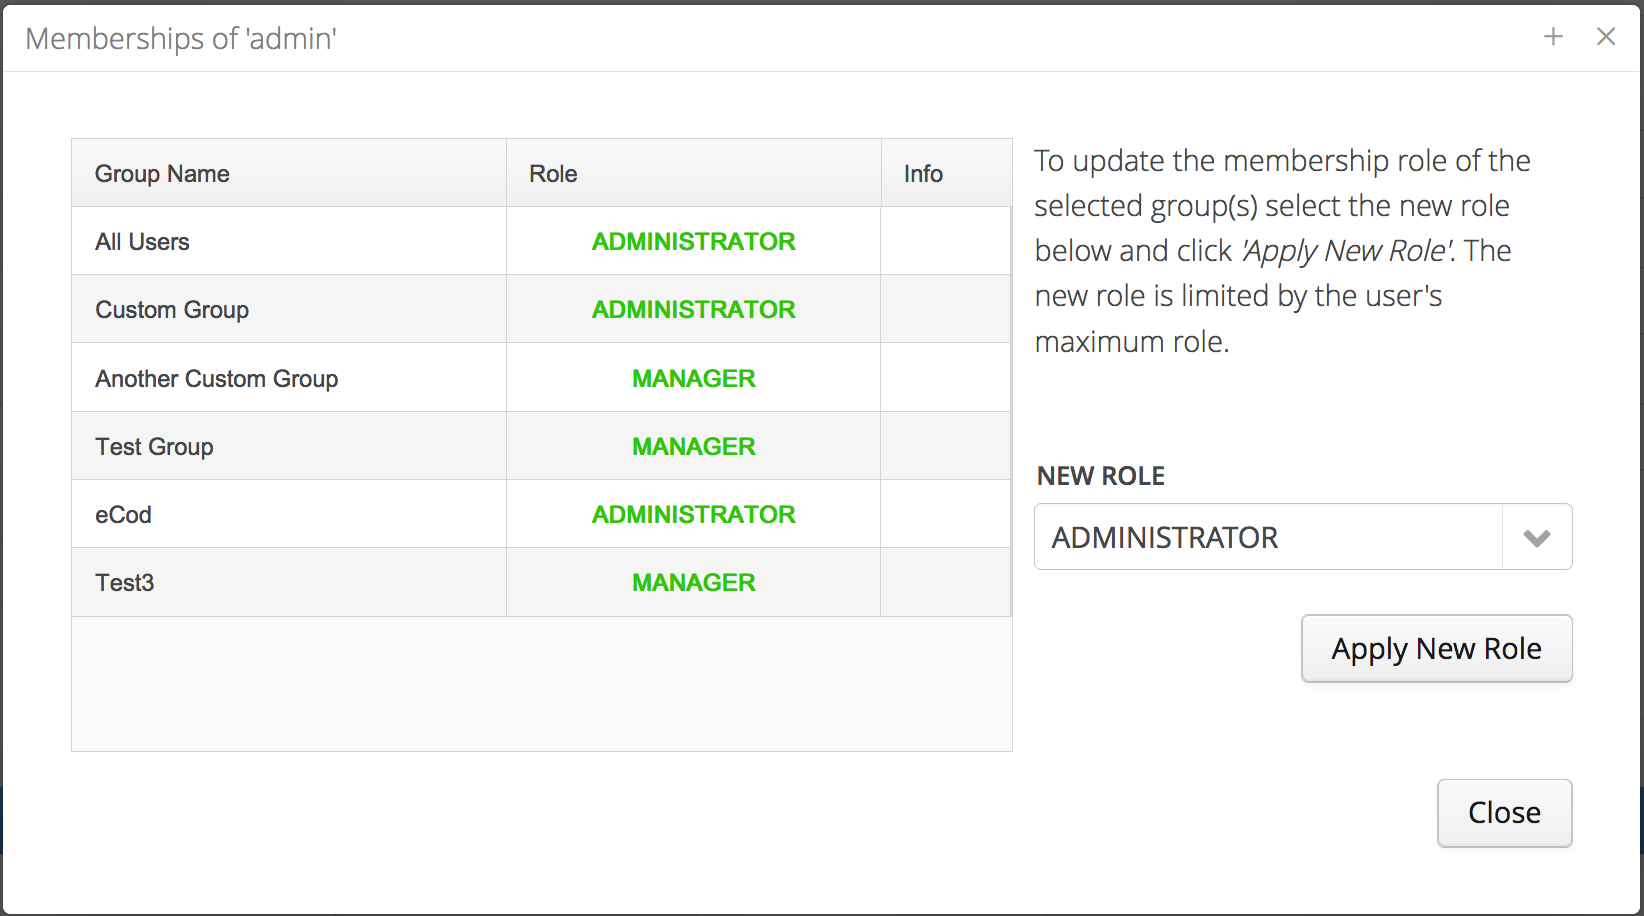 Memberships of 'admin'
Group Name Role Info
All Users ADMINISTRATOR
Custom Group ADMINISTRATOR
Another Custom Group MANAGER
Test Group MANAGER
eCod ADMINISTRATOR
Test3 MANAGER
To update the membership role of the
selected group(s) select the new role
below and click 'Apply New Role'. The
new role is limited by the user's
maximum role.
NEW ROLE
ADMINISTRATOR
Apply New Role
Close